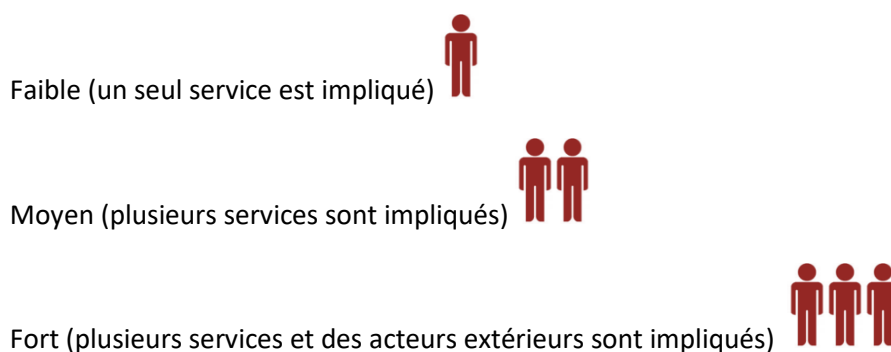 Faible (un seul service est impliqué)
Moyen (plusieurs services sont impliqués)
Fort (plusieurs services et des acteurs extérieurs sont impliqués)